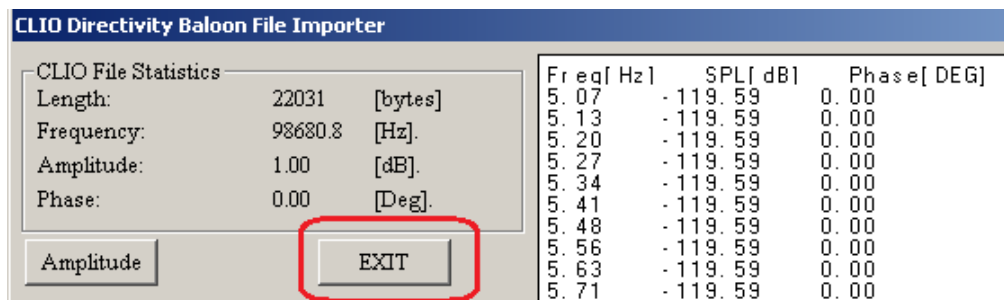 CLIO Directivity Baloon File Importer
CLIO File Statistics
Length: 22031 [bytes]
Frequency: 98680.8 [Hz].
Amplitude: 1.00 [dB].
Phase: 0.00 [Deg].
Amplitude EXIT
Freq[Hz] SPL[dB] Phase[DEG]
5.07 -119.59 0.00
5.13 -119.59 0.00
5.20 -119.59 0.00
5.27 -119.59 0.00
5.34 -119.59 0.00
5.41 -119.59 0.00
5.48 -119.59 0.00
5.56 -119.59 0.00
5.63 -119.59 0.00
5.71 -119.59 0.00